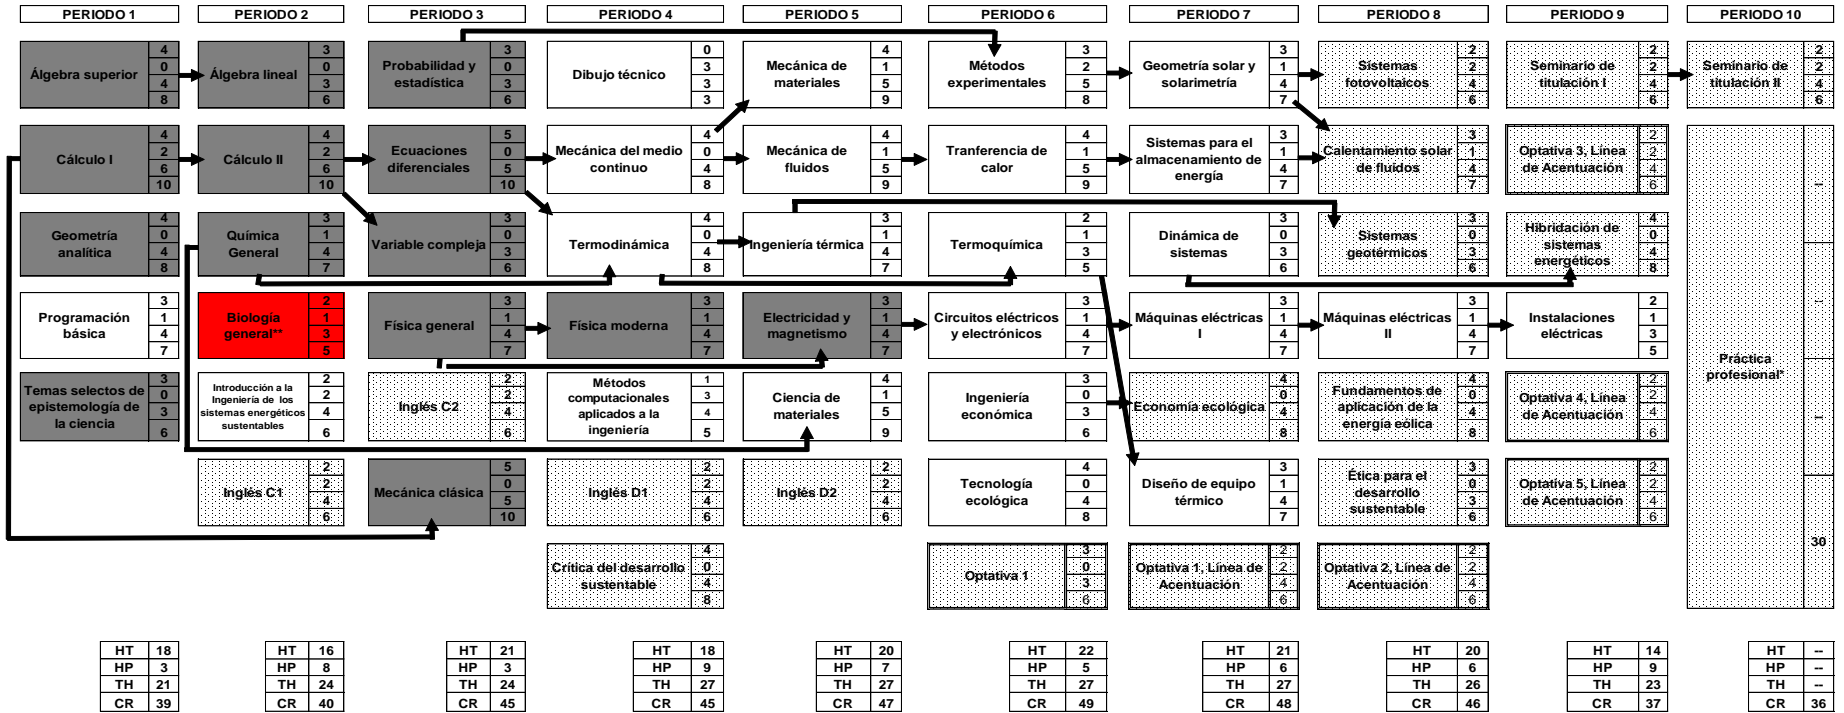 PERIODO 1
PERIODO 2
PERIODO 3
PERIODO 4
PERIODO 5
PERIODO 6
PERIODO 7
PERIODO 8
PERIODO 9
PERIODO 10
Álgebra superior
4
0
4
8
Álgebra lineal
3
0
3
6
Probabilidad y
estadística
3
0
3
6
Dibujo técnico
0
3
3
3
Mecánica de
materiales
4
1
5
9
Métodos
experimentales
3
2
5
8
Geometría solar y
solarimetría
3
1
4
7
Sistemas
fotovoltaicos
2
2
4
6
Seminario de
titulación I
2
2
4
6
Seminario de
titulación II
2
2
4
6
Cálculo I
4
2
6
10
Cálculo II
4
2
6
10
Ecuaciones
diferenciales
5
0
5
10
Mecánica del medio
continuo
4
0
4
8
Mecánica de
fluidos
4
1
5
9
Tranferencia de
calor
4
1
5
9
Sistemas para el
almacenamiento de
energía
3
1
4
7
Calentamiento solar
de fluidos
3
1
4
7
Optativa 3, Línea
de Acentuación
2
2
4
6
Práctica
profesional*
--
--
--
30
Geometría
analítica
4
0
4
8
Química
General
3
1
4
7
Variable compleja
3
0
3
6
Termodinámica
4
0
4
8
Ingeniería térmica
3
1
4
7
Termoquímica
2
1
3
5
Dinámica de
sistemas
3
3
3
6
Sistemas
geotérmicos
3
0
3
6
Hibridación de
sistemas
energéticos
4
0
4
8
Programación
básica
3
1
4
7
Biología
general**
2
1
3
5
Física general
3
1
4
7
Física moderna
3
1
4
7
Electricidad y
magnetismo
3
1
4
7
Circuitos eléctricos
y electrónicos
3
1
4
7
Máquinas eléctricas
I
3
1
4
7
Máquinas eléctricas
II
3
1
4
7
Instalaciones
eléctricas
2
1
3
5
Temas selectos de
epistemología de
la ciencia
3
0
3
6
Introducción a la
Ingeniería de los
sistemas energéticos
sustentables
2
2
4
6
Inglés C2
2
2
4
6
Métodos
computacionales
aplicados a la
ingeniería
1
3
4
5
Ciencia de
materiales
4
1
5
9
Ingeniería
económica
3
0
3
6
Economía ecológica
4
0
4
8
Fundamentos de
aplicación de la
energía eólica
4
0
4
8
Optativa 4, Línea
de Acentuación
2
2
4
6
Inglés C1
2
2
4
6
Mecánica clásica
5
0
5
10
Inglés D1
2
2
4
6
Inglés D2
2
2
4
6
Tecnología
ecológica
4
0
4
8
Diseño de equipo
térmico
3
1
4
7
Ética para el
desarrollo
sustentable
3
0
3
6
Optativa 5, Línea
de Acentuación
2
2
4
6
Crítica del desarrollo
sustentable
4
0
4
8
Optativa 1
3
0
3
6
Optativa 1, Línea de
Acentuación
2
2
4
6
Optativa 2, Línea de
Acentuación
2
2
4
6
HT 18
HP 3
TH 21
CR 39
HT 16
HP 8
TH 24
CR 40
HT 21
HP 3
TH 24
CR 45
HT 18
HP 9
TH 27
CR 45
HT 20
HP 7
TH 27
CR 47
HT 22
HP 5
TH 27
CR 49
HT 21
HP 6
TH 27
CR 48
HT 20
HP 6
TH 26
CR 46
HT 14
HP 9
TH 23
CR 37
HT --
HP --
TH --
CR 36